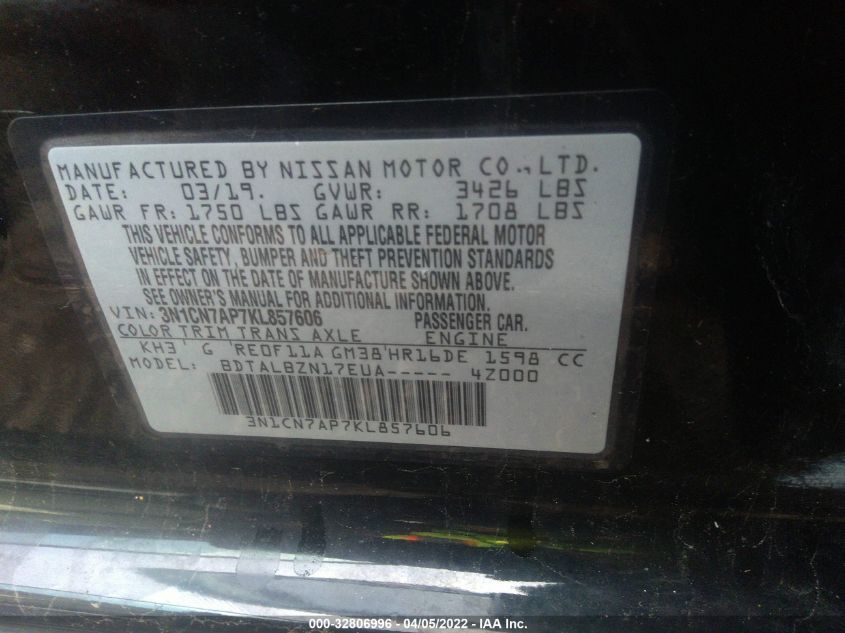 MANUFACTURED BY NISSAN MOTOR CO., LTD.
DATE: 03/19. GVWR: 3426 LBS
GAWR FR: 1750 LBS GAWR RR: 1708 LBS
THIS VEHICLE CONFORMS TO ALL APPLICABLE FEDERAL MOTOR
VEHICLE SAFETY, BUMPER AND THEFT PREVENTION STANDARDS
IN EFFECT ON THE DATE OF MANUFACTURE SHOWN ABOVE.
SEE OWNER'S MANUAL FOR ADDITIONAL INFORMATION.
VIN: 3N1CN7AP7KL857606 PASSENGER CAR.
COLOR TRIM TRANS AXLE ENGINE
KH3 G RE0F11A GM38 HR16DE 1598 CC
MODEL: BDTALBZN17EUA----- 4Z000
3N1CN7AP7KL857606
000-32806996 - 04/05/2022 - IAA Inc.